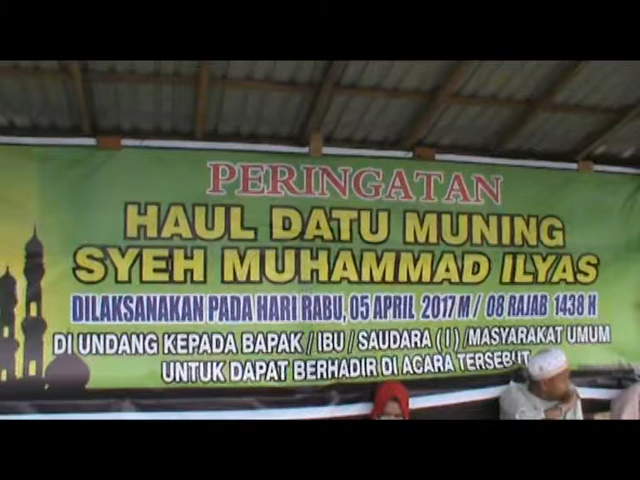 PERINGATAN
HAUL DATU MUNING
SYEH MUHAMMAD ILYAS
DILAKSANAKAN PADA HARI RABU, 05 APRIL 2017 M / 08 RAJAB 1438 H
DI UNDANG KEPADA BAPAK / IBU / SAUDARA ( I ) / MASYARAKAT UMUM
UNTUK DAPAT BERHADIR DI ACARA TERSEBUT